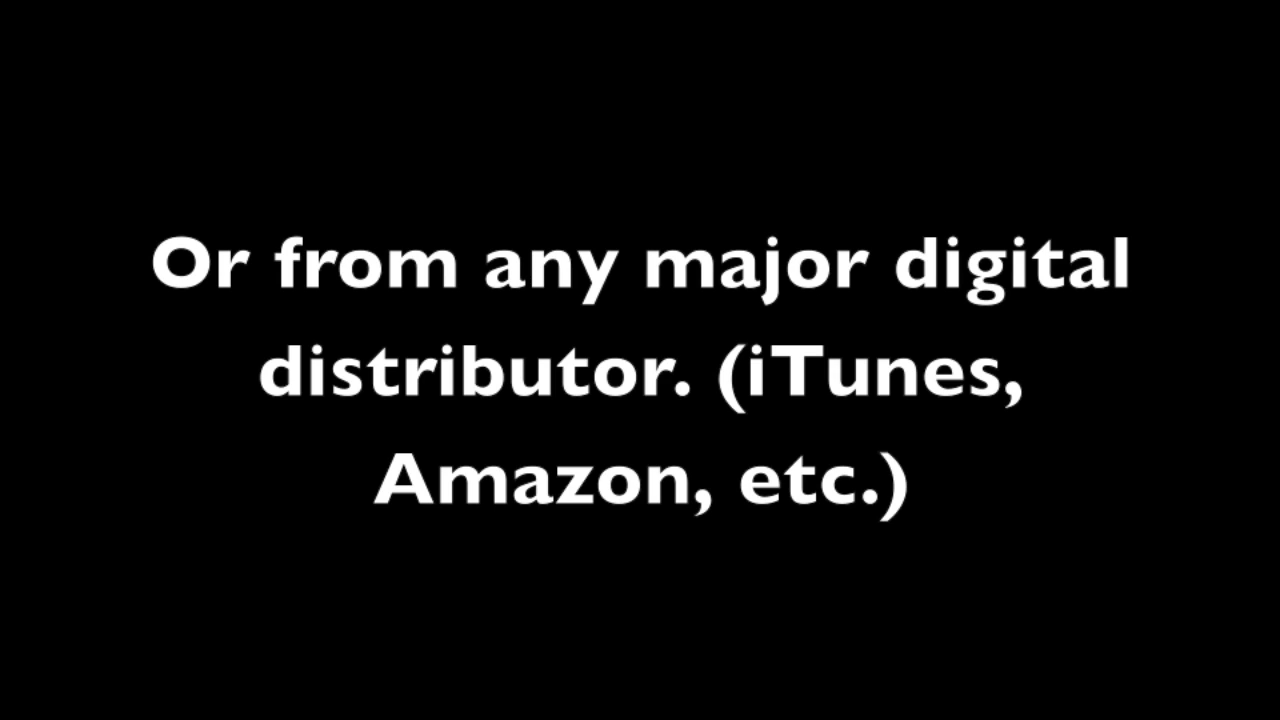 Or from any major digital
distributor. (iTunes,
Amazon, etc.)